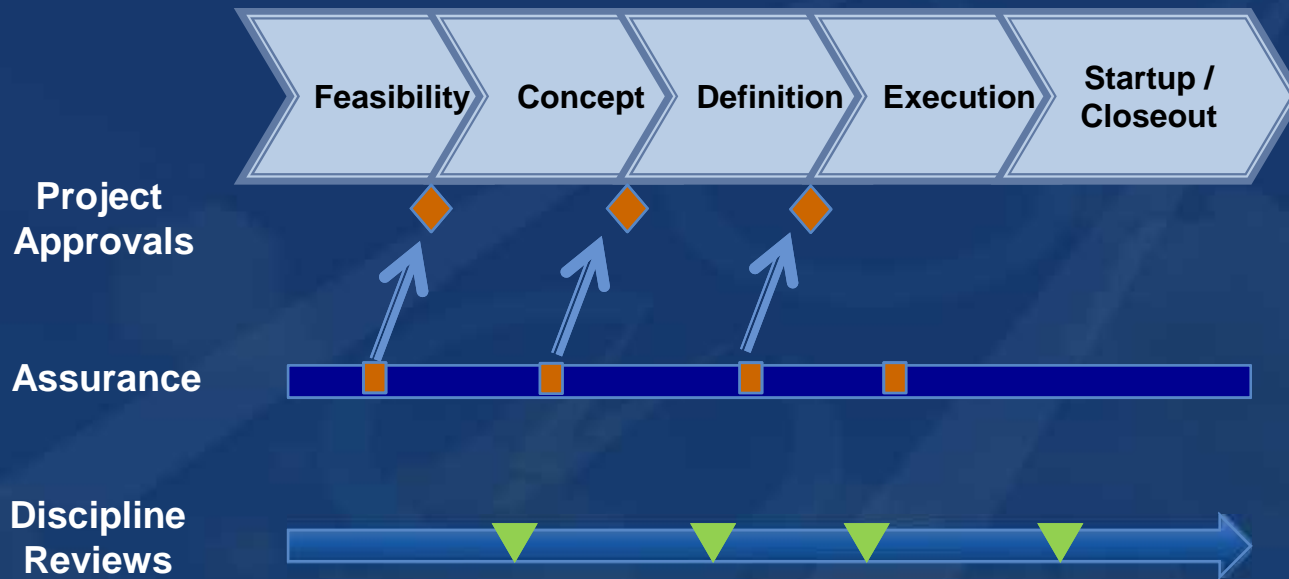 Feasibility
Concept
Definition
Execution
Startup /
Closeout
Project
Approvals
Assurance
Discipline
Reviews